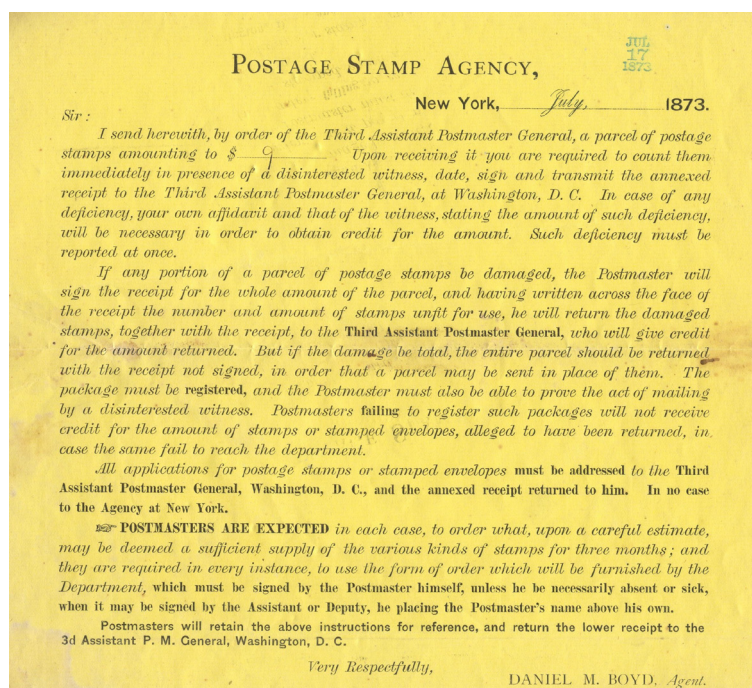 JUL
17
1873
POSTAGE STAMP AGENCY,
New York, July, 1873.
Sir :
I send herewith, by order of the Third Assistant Postmaster General, a parcel of postage
stamps amounting to $ 9 Upon receiving it you are required to count them
immediately in presence of a disinterested witness, date, sign and transmit the annexed
receipt to the Third Assistant Postmaster General, at Washington, D. C. In case of any
deficiency, your own affidavit and that of the witness, stating the amount of such deficiency,
will be necessary in order to obtain credit for the amount. Such deficiency must be
reported at once.
If any portion of a parcel of postage stamps be damaged, the Postmaster will
sign the receipt for the whole amount of the parcel, and having written across the face of
the receipt the number and amount of stamps unfit for use, he will return the damaged
stamps, together with the receipt, to the Third Assistant Postmaster General, who will give credit
for the amount returned. But if the damage be total, the entire parcel should be returned
with the receipt not signed, in order that a parcel may be sent in place of them. The
package must be registered, and the Postmaster must also be able to prove the act of mailing
by a disinterested witness. Postmasters failing to register such packages will not receive
credit for the amount of stamps or stamped envelopes, alleged to have been returned, in
case the same fail to reach the department.
All applications for postage stamps or stamped envelopes must be addressed to the Third
Assistant Postmaster General, Washington, D. C., and the annexed receipt returned to him. In no case
to the Agency at New York.
☞ POSTMASTERS ARE EXPECTED in each case, to order what, upon a careful estimate,
may be deemed a sufficient supply of the various kinds of stamps for three months; and
they are required in every instance, to use the form of order which will be furnished by the
Department, which must be signed by the Postmaster himself, unless he be necessarily absent or sick,
when it may be signed by the Assistant or Deputy, he placing the Postmaster's name above his own.
Postmasters will retain the above instructions for reference, and return the lower receipt to the
3d Assistant P. M. General, Washington, D. C.
Very Respectfully,
DANIEL M. BOYD, Agent.